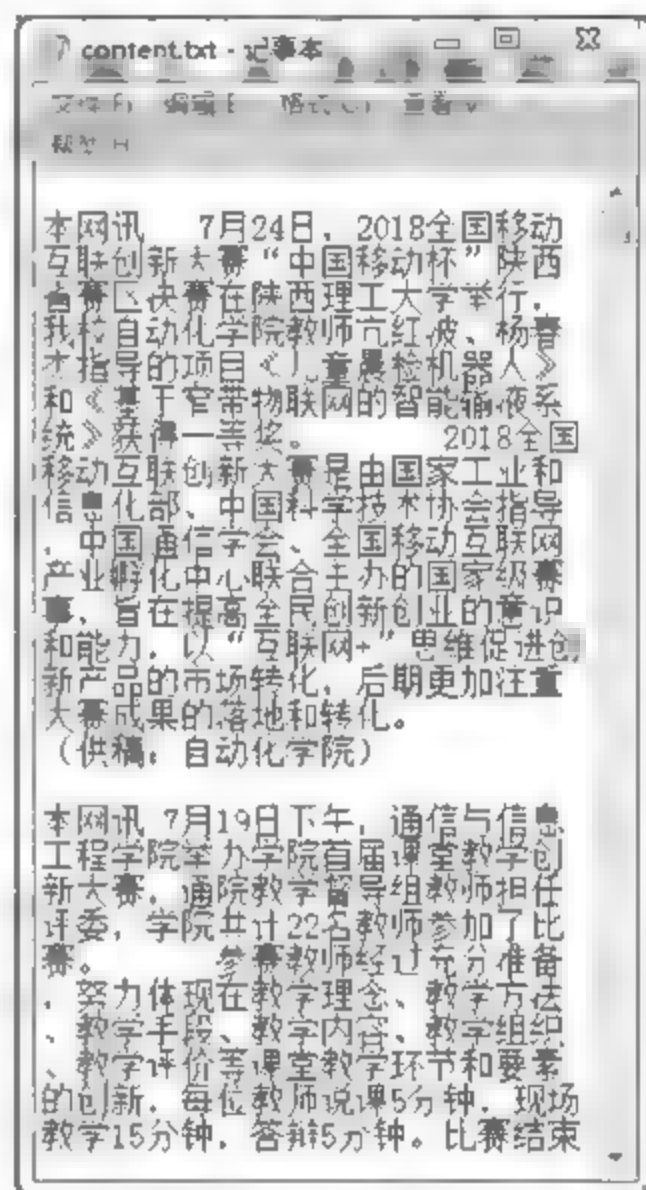 content.txt - 记事本
文件(F) 编辑(E) 格式(O) 查看(V)
帮助(H)
本网讯 7月24日，2018全国移动
互联创新大赛“中国移动杯”陕西
省赛区决赛在陕西理工大学举行，
我校自动化学院教师亢红波、杨春
杰指导的项目《儿童晨检机器人》
和《基于窄带物联网的智能输液系
统》获得一等奖。 2018全国
移动互联创新大赛是由国家工业和
信息化部、中国科学技术协会指导
，中国通信学会、全国移动互联网
产业孵化中心联合主办的国家级赛
事，旨在提高全民创新创业的意识
和能力，以“互联网+”思维促进创
新产品的市场转化，后期更加注重
大赛成果的落地和转化。
（供稿：自动化学院）
本网讯 7月19日下午，通信与信息
工程学院举办学院首届课堂教学创
新大赛，通院教学督导组教师担任
评委，学院共计22名教师参加了比
赛。 参赛教师经过充分准备
，努力体现在教学理念、教学方法
、教学手段、教学内容、教学组织
、教学评价等课堂教学环节和要素
的创新，每位教师说课5分钟，现场
教学15分钟，答辩5分钟。比赛结束